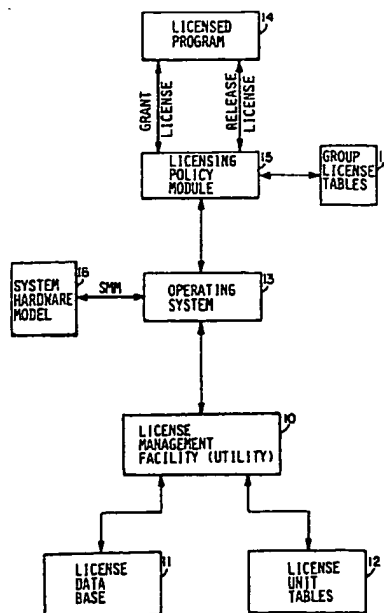 LICENSED
PROGRAM
14
GRANT
LICENSE
RELEASE
LICENSE
LICENSING
POLICY
MODULE
15
GROUP
LICENSE
TABLES
SYSTEM
HARDWARE
MODEL
16
SMM
OPERATING
SYSTEM
13
LICENSE
MANAGEMENT
FACILITY (UTILITY)
10
LICENSE
DATA
BASE
11
LICENSE
UNIT
TABLES
12